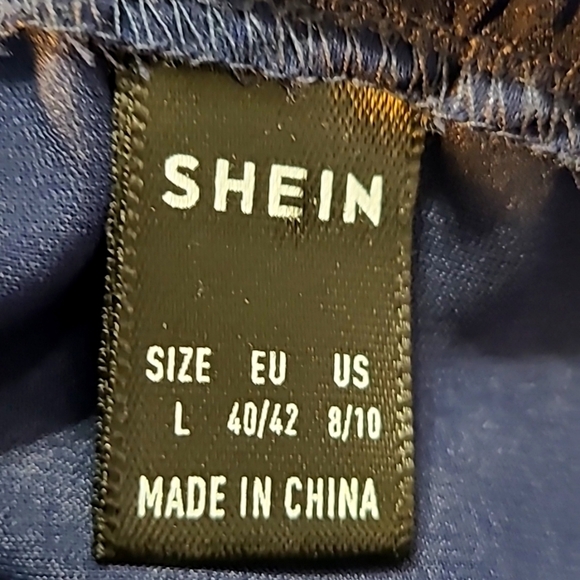 SHEIN
SIZE EU US
L 40/42 8/10
MADE IN CHINA